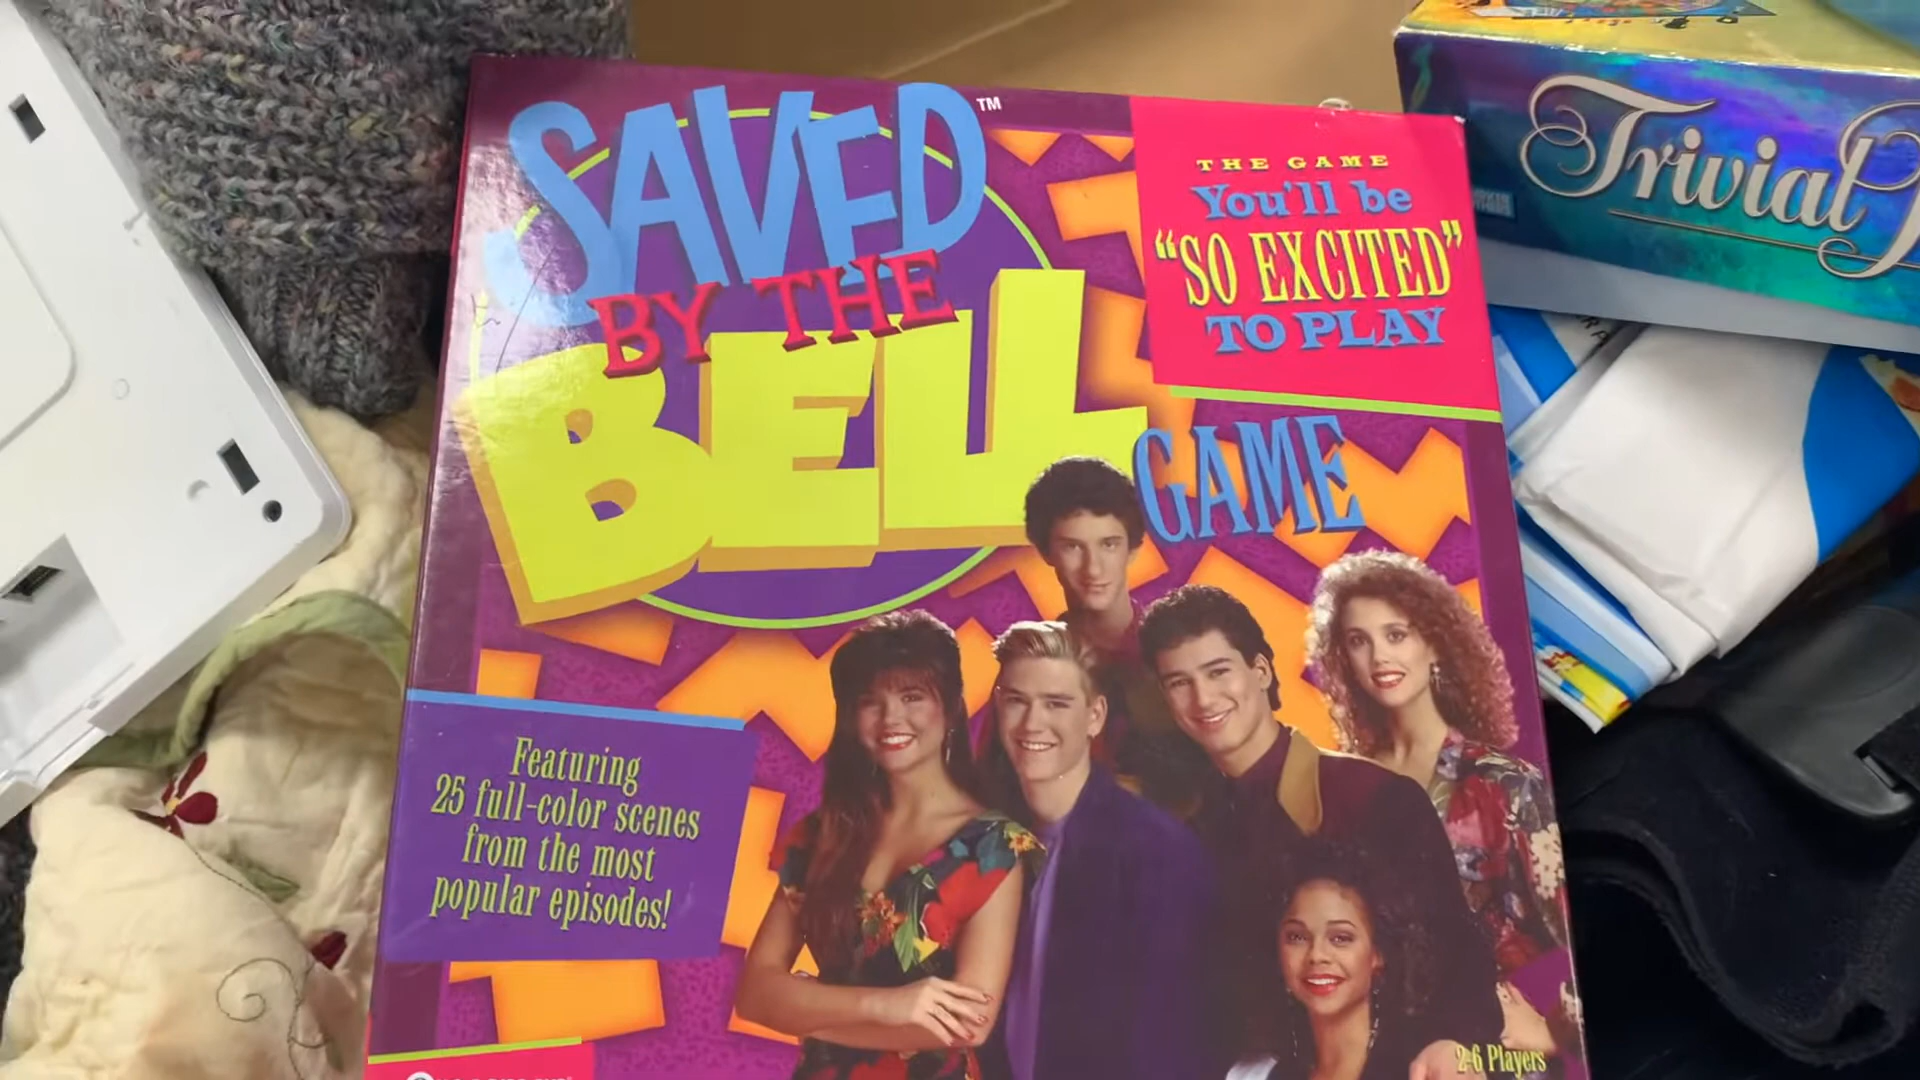 SAVED™
BY THE
BELL
GAME
THE GAME
You'll be
"SO EXCITED"
TO PLAY
Trivial
Featuring
25 full-color scenes
from the most
popular episodes!
2-6 Players